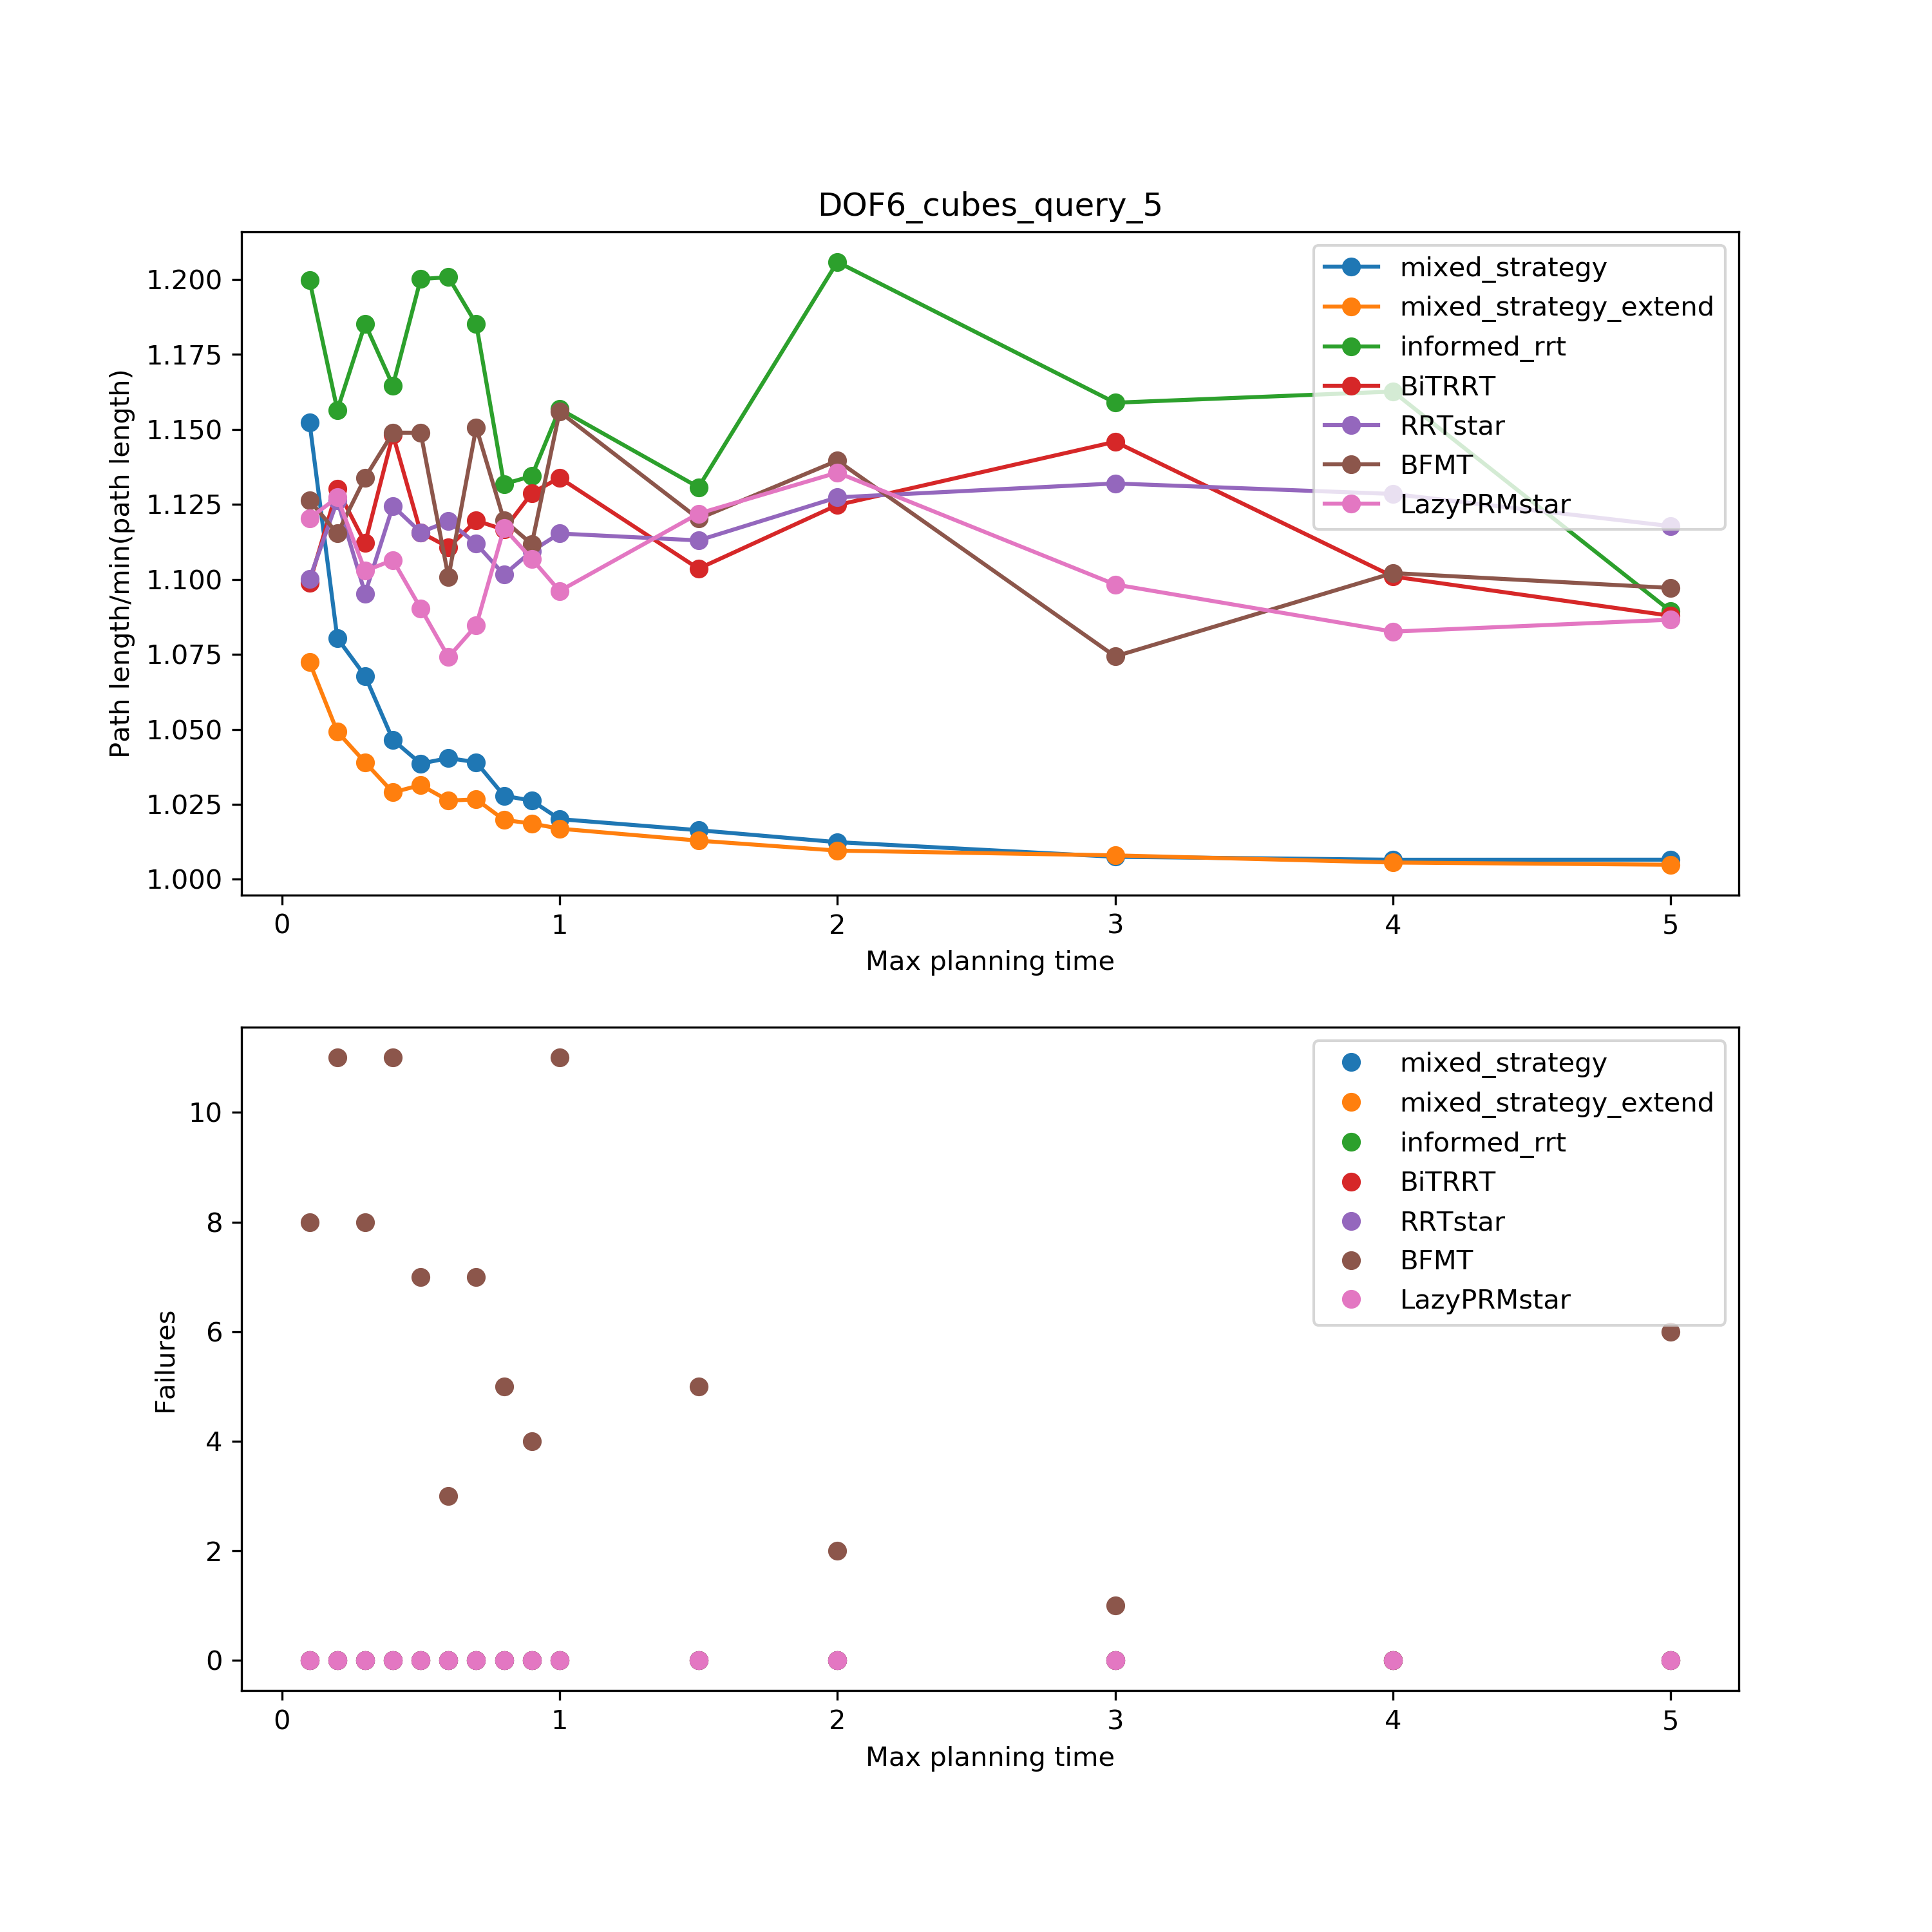 DOF6_cubes_query_5
Path length/min(path length)
1.200
1.175
1.150
1.125
1.100
1.075
1.050
1.025
1.000
mixed_strategy
mixed_strategy_extend
informed_rrt
BiTRRT
RRTstar
BFMT
LazyPRMstar
0 1 2 3 4 5
Max planning time
Failures
10
8
6
4
2
0
mixed_strategy
mixed_strategy_extend
informed_rrt
BiTRRT
RRTstar
BFMT
LazyPRMstar
0 1 2 3 4 5
Max planning time